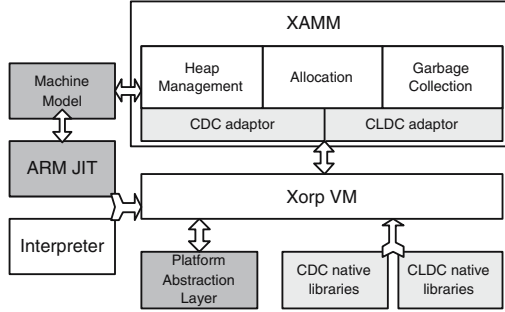 XAMM
Heap
Management
Allocation
Garbage
Collection
CDC adaptor
CLDC adaptor
Machine
Model
ARM JIT
Interpreter
Xorp VM
Platform
Abstraction
Layer
CDC native
libraries
CLDC native
libraries